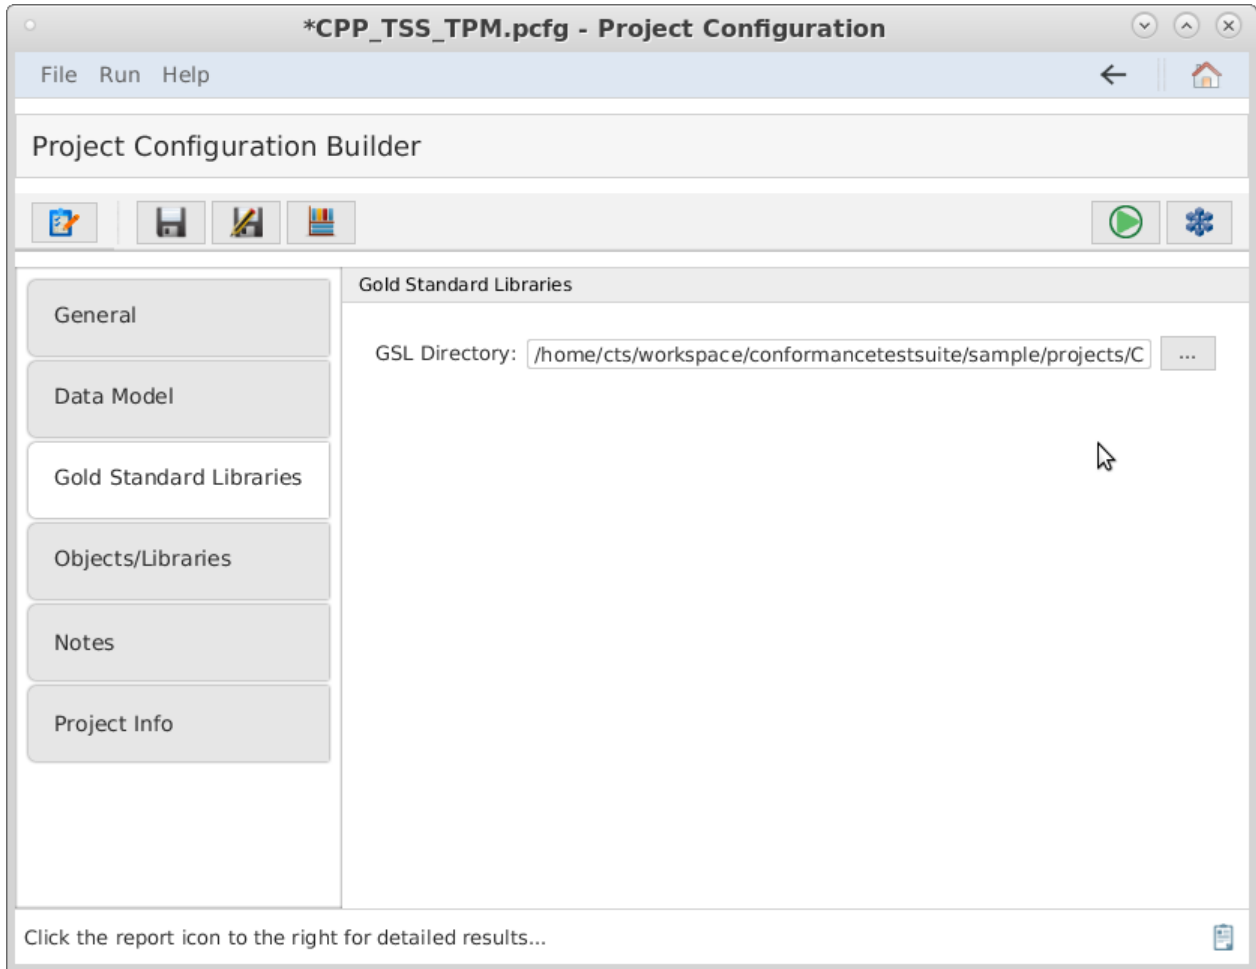 *CPP_TSS_TPM.pcfg - Project Configuration
File Run Help
Project Configuration Builder
General
Data Model
Gold Standard Libraries
Objects/Libraries
Notes
Project Info
Gold Standard Libraries
GSL Directory: /home/cts/workspace/conformancetestsuite/sample/projects/C ...
Click the report icon to the right for detailed results...